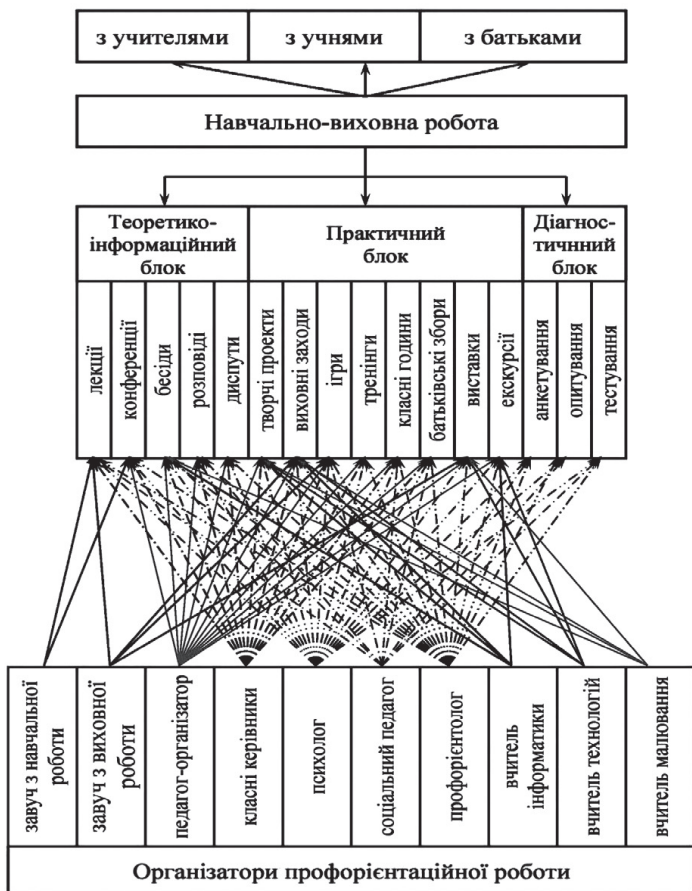 з учителями
з учнями
з батьками
Навчально-виховна робота
Теоретико-
інформаційний
блок
Практичний
блок
Діагнос-
тичнний
блок
лекції
конференції
бесіди
розповіді
диспути
творчі проекти
виховні заходи
ігри
тренінги
класні години
батьківські збори
виставки
екскурсії
анкетування
опитування
тестування
завуч з навчальної
роботи
завуч з виховної
роботи
педагог-організатор
класні керівники
психолог
соціальний педагог
профорієнтолог
вчитель
інформатики
вчитель технологій
вчитель малювання
Організатори профорієнтаційної роботи